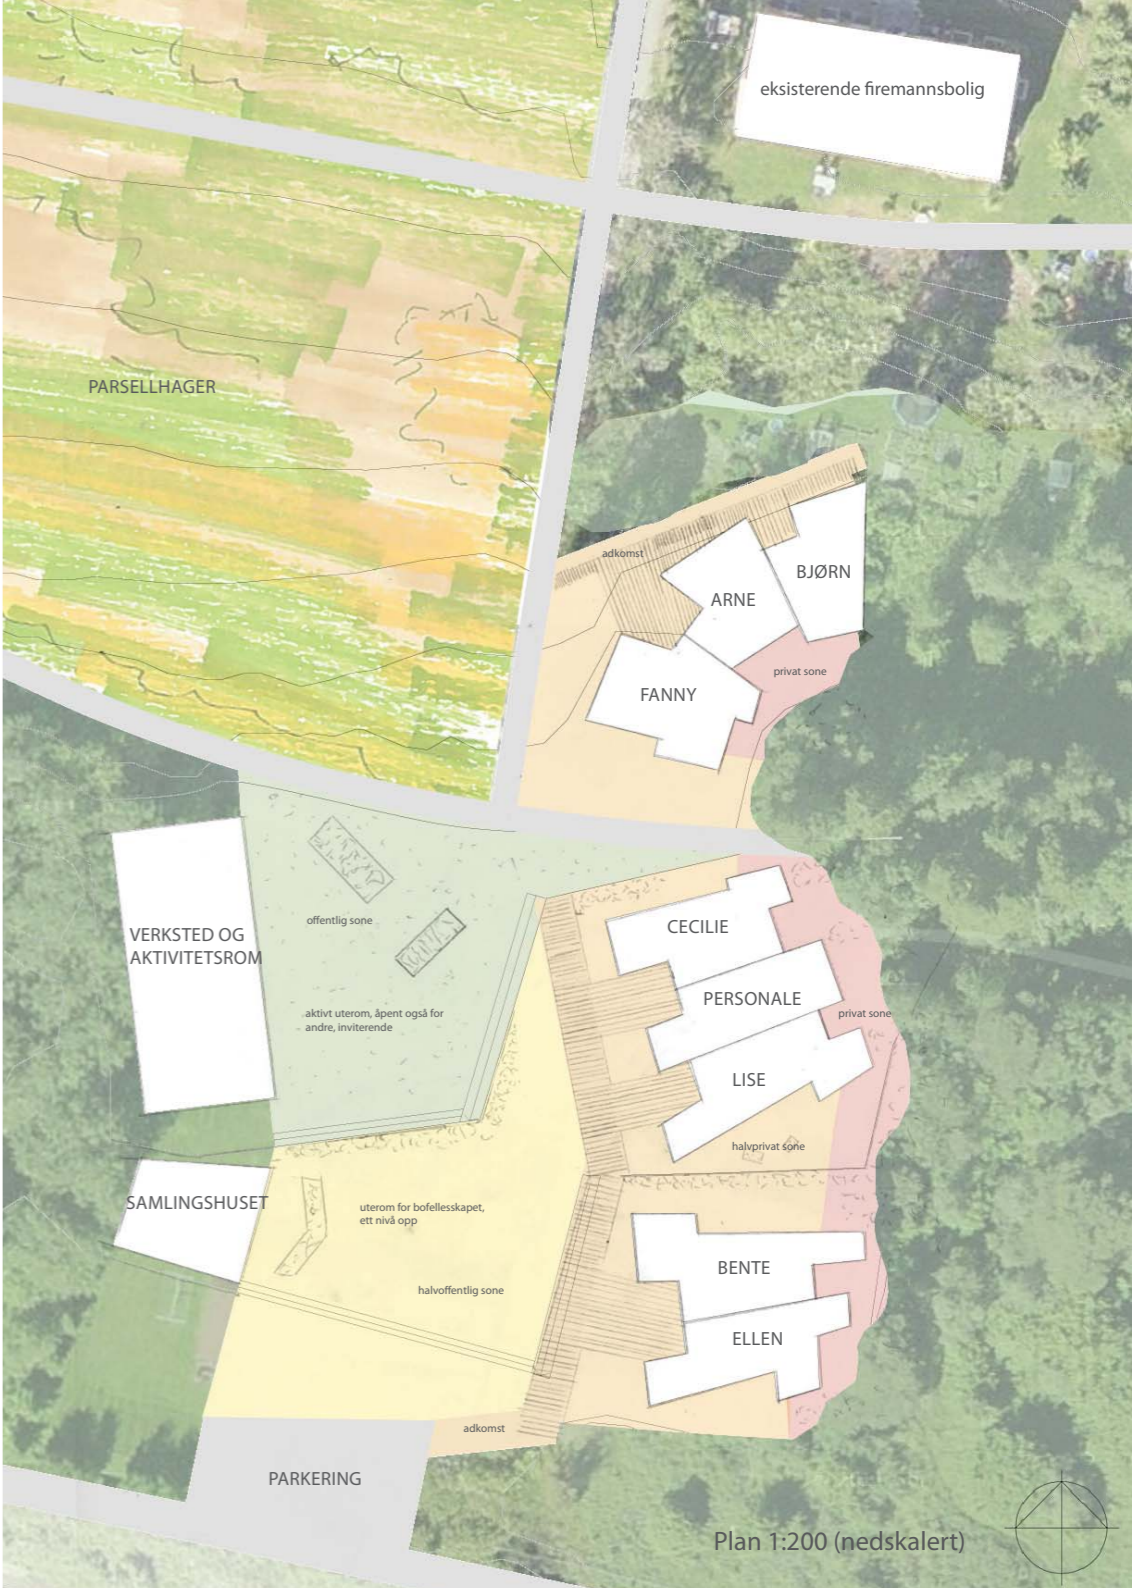 eksisterende firemannsbolig
PARSELLHAGER
adkomst
BJØRN
ARNE
privat sone
FANNY
offentlig sone
CECILIE
VERKSTED OG
AKTIVITETSROM
PERSONALE
aktivt uterom, åpent også for
andre, inviterende
privat sone
LISE
halvprivat sone
SAMLINGSHUSET
uterom for bofellesskapet,
ett nivå opp
BENTE
halvoffentlig sone
ELLEN
adkomst
PARKERING
Plan 1:200 (nedskalert)